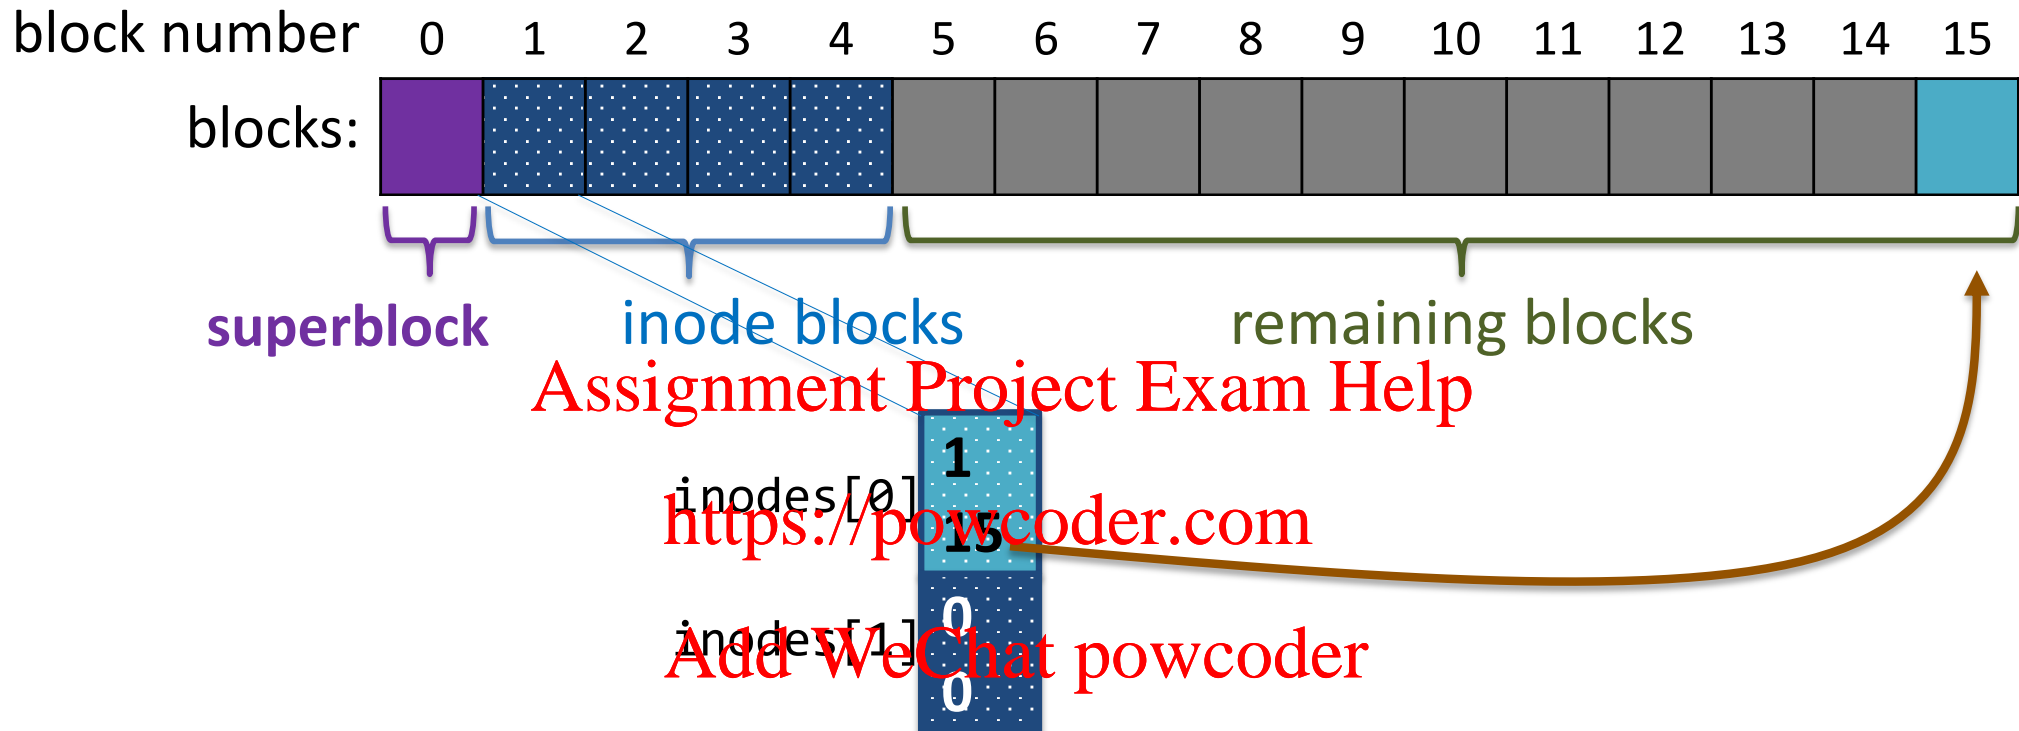 block number 0 1 2 3 4 5 6 7 8 9 10 11 12 13 14 15
blocks:
superblock inode blocks remaining blocks
Assignment Project Exam Help
1
inodes[0]
https://powcoder.com
15
0
inodes[1]
Add WeChat powcoder
0